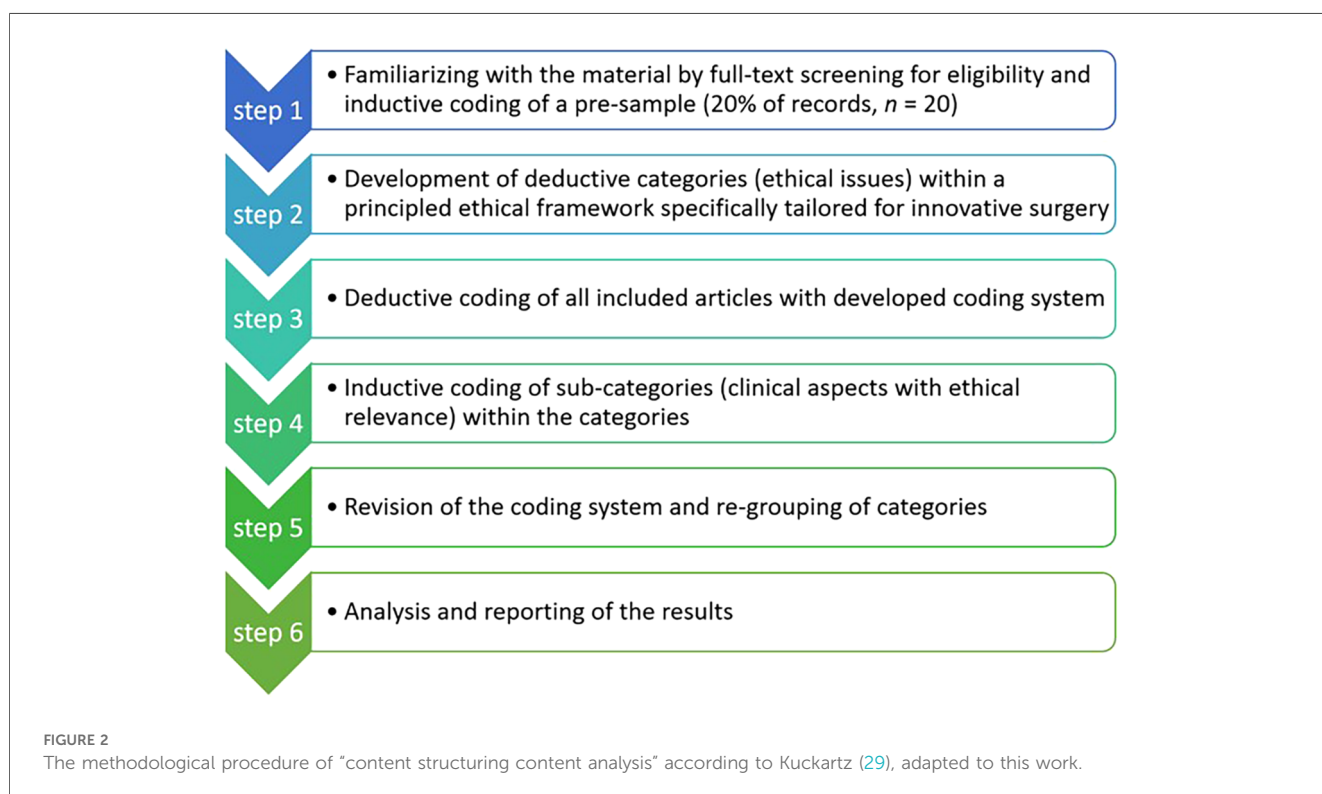 step 1
• Familiarizing with the material by full-text screening for eligibility and
inductive coding of a pre-sample (20% of records, n = 20)
step 2
• Development of deductive categories (ethical issues) within a
principled ethical framework specifically tailored for innovative surgery
step 3
• Deductive coding of all included articles with developed coding system
step 4
• Inductive coding of sub-categories (clinical aspects with ethical
relevance) within the categories
step 5
• Revision of the coding system and re-grouping of categories
step 6
• Analysis and reporting of the results
FIGURE 2
The methodological procedure of “content structuring content analysis” according to Kuckartz (29), adapted to this work.